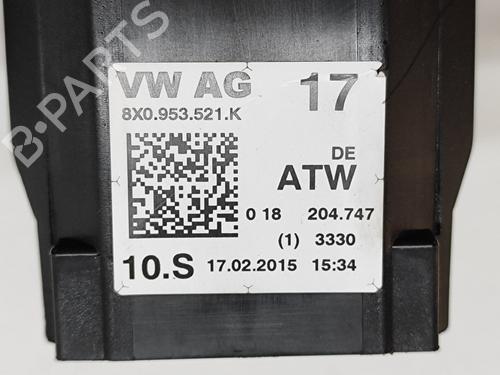 VW AG 17
8X0.953.521.K
DE
ATW
0 18 204.747
(1) 3330
10.S 17.02.2015 15:34
B-PARTS